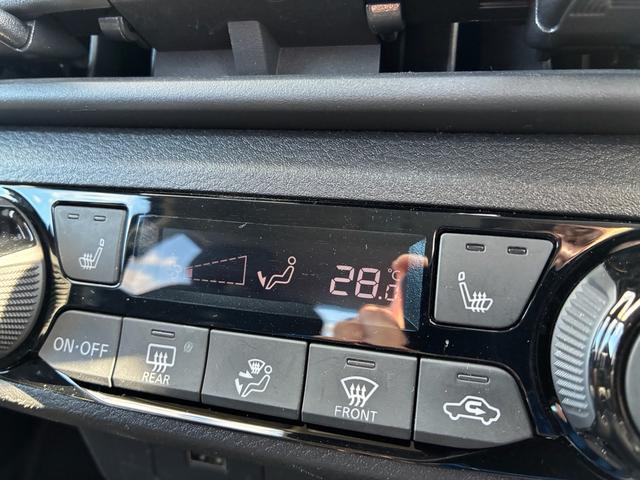 28. °C
ON·OFF
REAR
FRONT